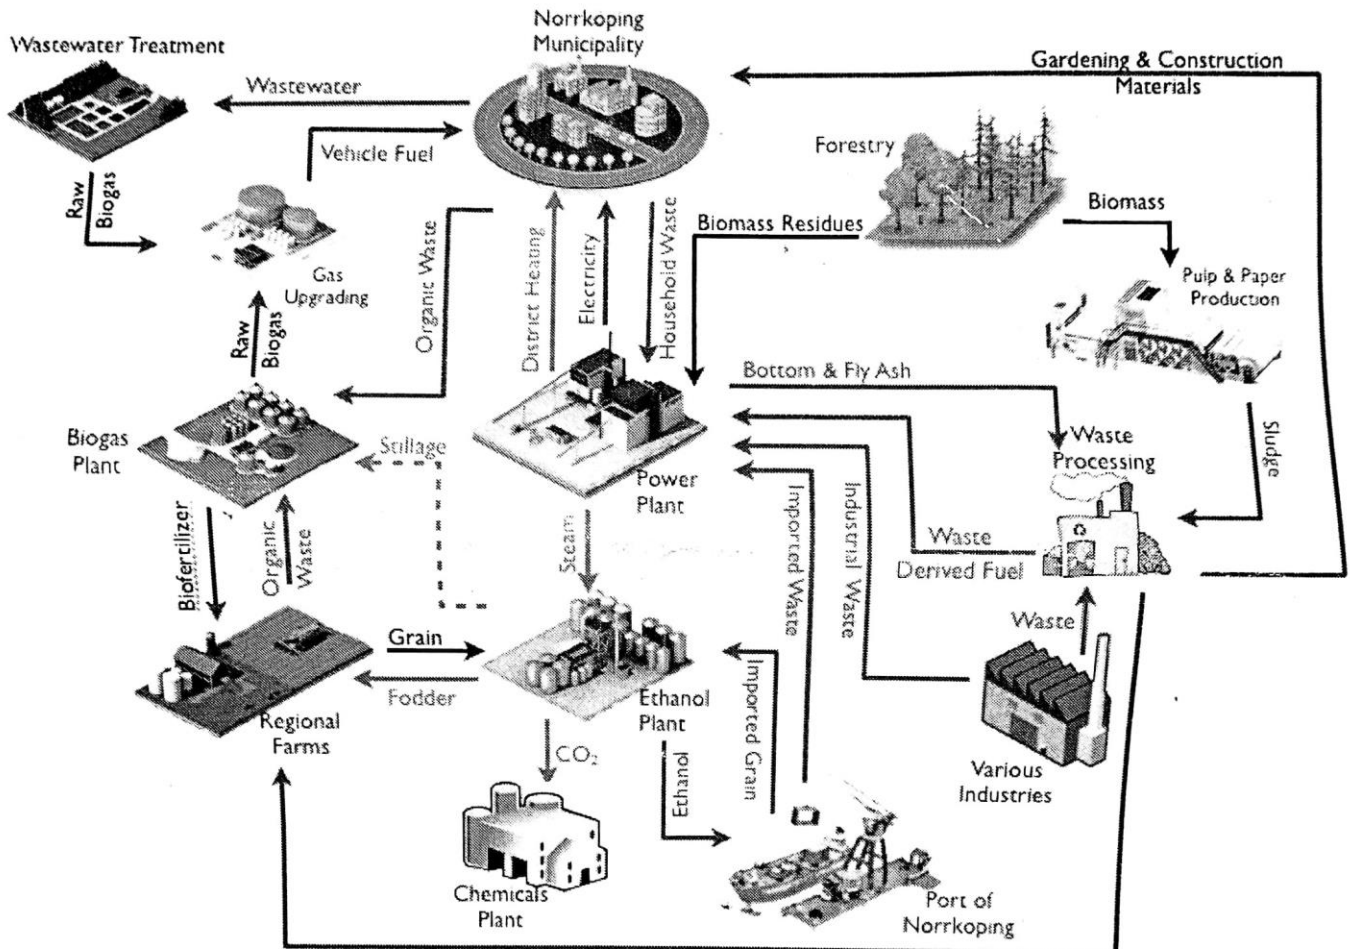 Norrkoping
Municipality
Wastewater Treatment
Gardening & Construction
Materials
Wastewater
Vehicle Fuel
Forestry
Raw
Biogas
Biomass
Biomass Residues
Organic Waste
District Heating
Electricity
Household Waste
Gas
Upgrading
Pulp & Paper
Production
Raw
Biogas
Bottom & Fly Ash
Biogas
Plant
Stillage
Waste
Processing
Sludge
Power
Plant
Biofertilizer
Organic
Waste
Steam
Imported Waste
Industrial Waste
Waste
Derived Fuel
Waste
Grain
Fodder
Regional
Farms
Ethanol
Plant
Imported Grain
CO₂
Ethanol
Various
Industries
Chemicals
Plant
Port of
Norrkoping